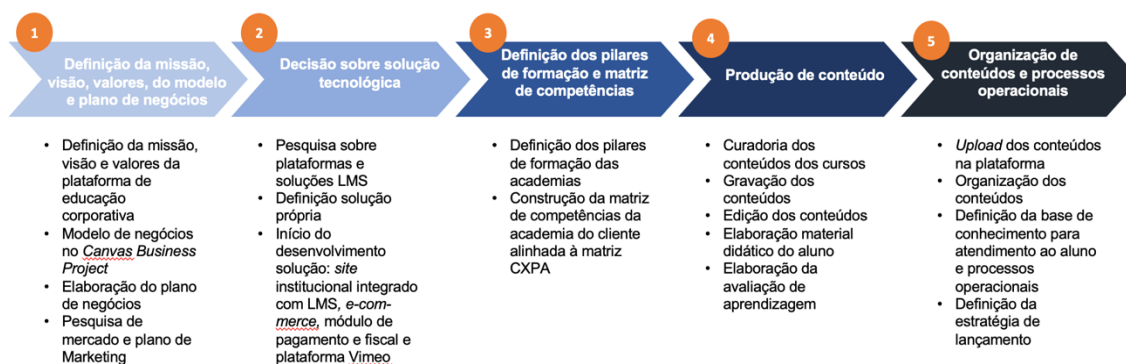 1
Definição da missão,
visão, valores, do modelo
e plano de negócios
• Definição da missão,
visão e valores da
plataforma de
educação
corporativa
• Modelo de negócios
no Canvas Business
Project
• Elaboração do plano
de negócios
• Pesquisa de
mercado e plano de
Marketing
2
Decisão sobre solução
tecnológica
• Pesquisa sobre
plataformas e
soluções LMS
• Definição solução
própria
• Início do
desenvolvimento
solução: site
institucional integrado
com LMS, e-com-
merce, módulo de
pagamento e fiscal e
plataforma Vimeo
3
Definição dos pilares
de formação e matriz
de competências
• Definição dos pilares
de formação das
academias
• Construção da matriz
de competências da
academia do cliente
alinhada à matriz
CXPA
4
Produção de conteúdo
• Curadoria dos
conteúdos dos cursos
• Gravação dos
conteúdos
• Edição dos conteúdos
• Elaboração material
didático do aluno
• Elaboração da
avaliação de
aprendizagem
5
Organização de
conteúdos e processos
operacionais
• Upload dos conteúdos
na plataforma
• Organização dos
conteúdos
• Definição da base de
conhecimento para
atendimento ao aluno
e processos
operacionais
• Definição da
estratégia de
lançamento